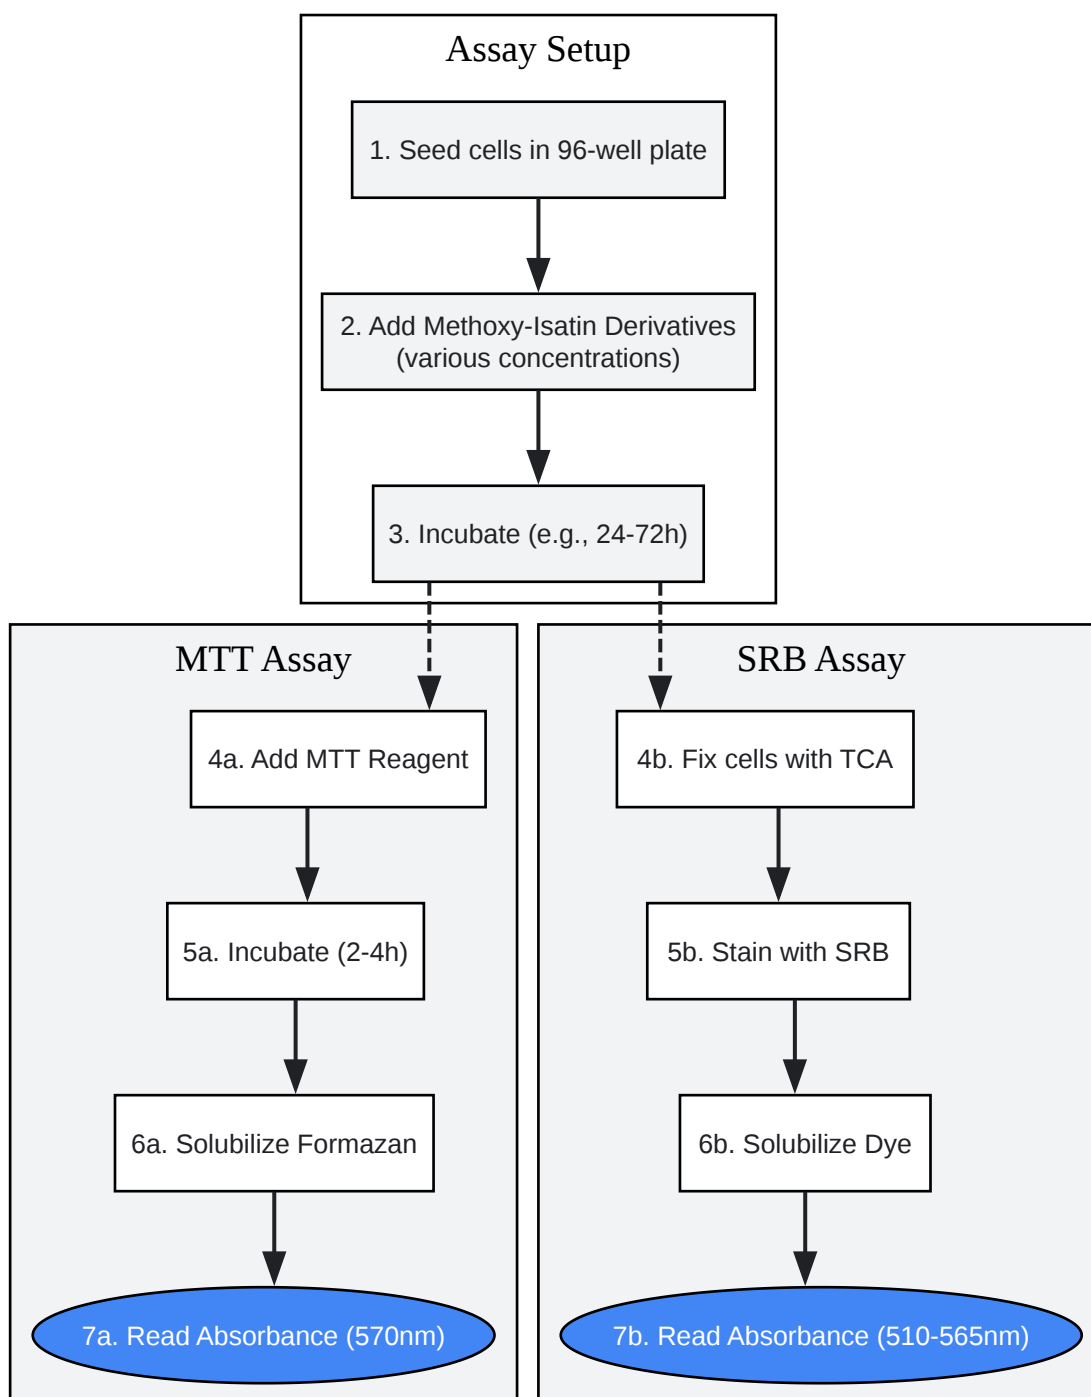 Assay Setup
1. Seed cells in 96-well plate
2. Add Methoxy-Isatin Derivatives
(various concentrations)
3. Incubate (e.g., 24-72h)
MTT Assay
4a. Add MTT Reagent
5a. Incubate (2-4h)
6a. Solubilize Formazan
7a. Read Absorbance (570nm)
SRB Assay
4b. Fix cells with TCA
5b. Stain with SRB
6b. Solubilize Dye
7b. Read Absorbance (510-565nm)